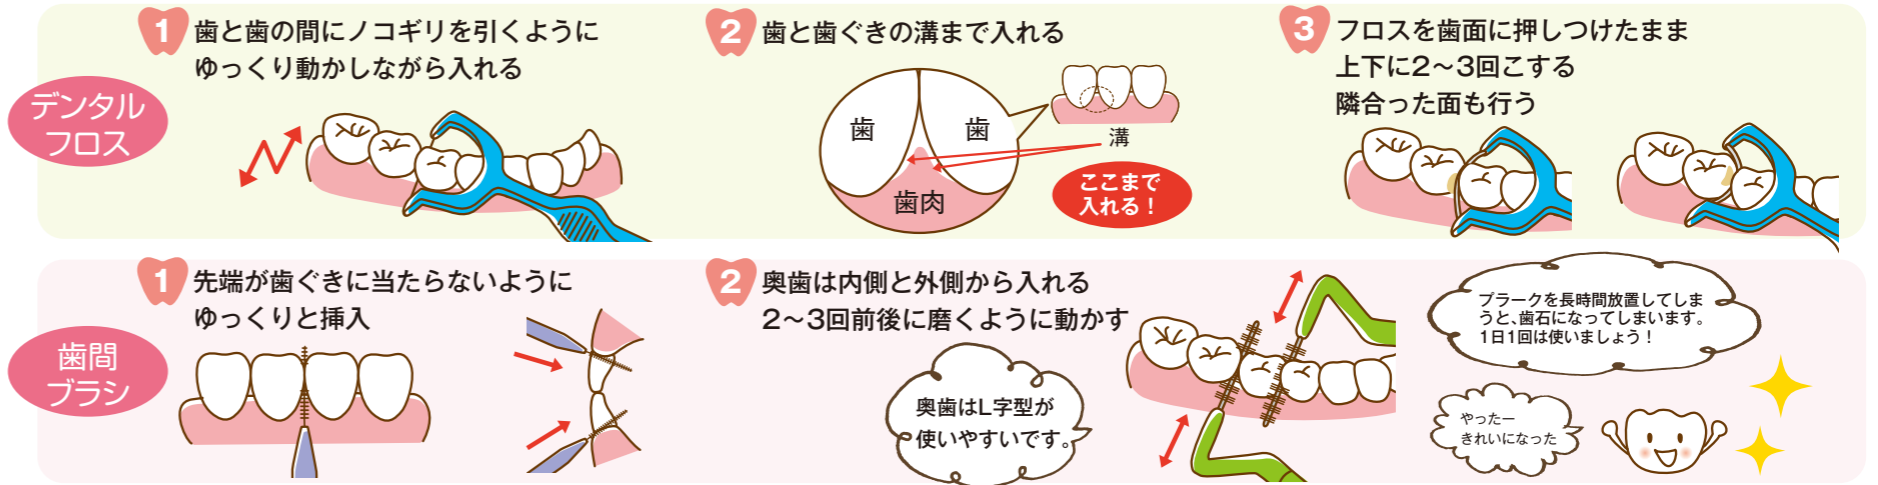 デンタル
フロス
1
歯と歯の間にノコギリを引くように
ゆっくり動かしながら入れる
2
歯と歯ぐきの溝まで入れる
歯
歯
歯肉
溝
ここまで
入れる！
3
フロスを歯面に押しつけたまま
上下に2〜3回こする
隣合った面も行う
歯間
ブラシ
1
先端が歯ぐきに当たらないように
ゆっくりと挿入
2
奥歯は内側と外側から入れる
2〜3回前後に磨くように動かす
奥歯はL字型が
使いやすいです。
プラークを長時間放置してしま
うと、歯石になってしまいます。
1日1回は使いましょう！
やったー
きれいになった